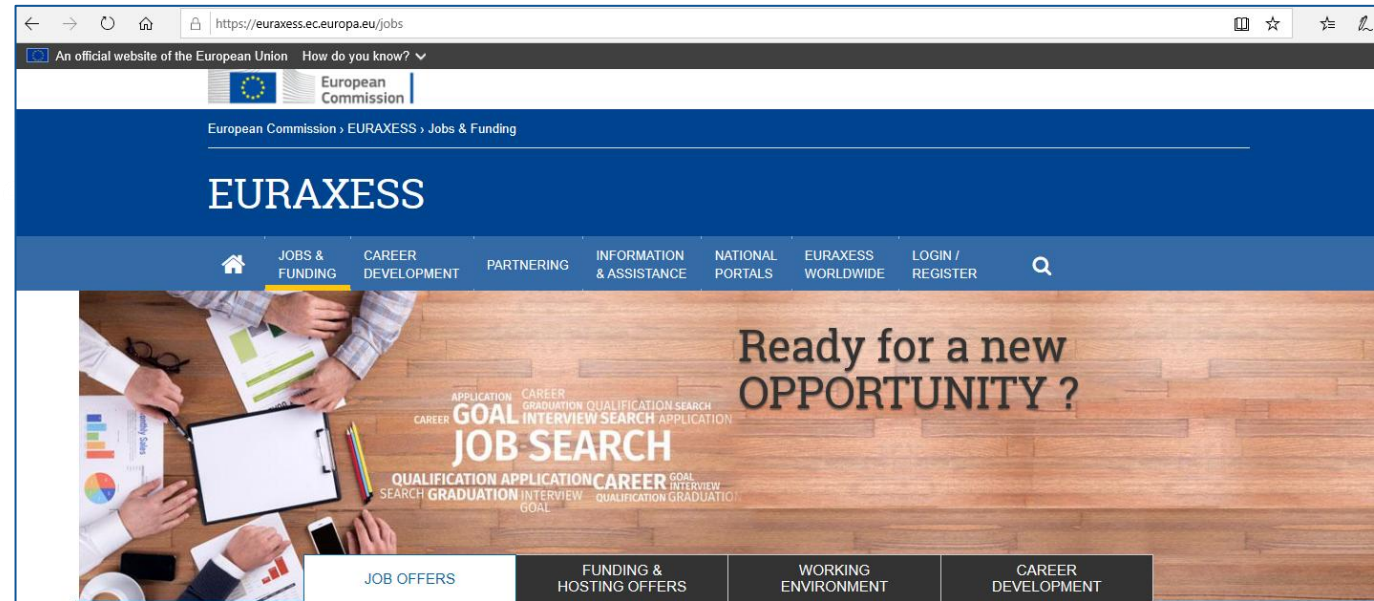 https://euraxess.ec.europa.eu/jobs
An official website of the European Union How do you know?
European
Commission
European Commission › EURAXESS › Jobs & Funding
EURAXESS
JOBS &
FUNDING
CAREER
DEVELOPMENT
PARTNERING
INFORMATION
& ASSISTANCE
NATIONAL
PORTALS
EURAXESS
WORLDWIDE
LOGIN /
REGISTER
Ready for a new
OPPORTUNITY ?
APPLICATION CAREER
GRADUATION QUALIFICATION SEARCH
CAREER GOAL INTERVIEW SEARCH APPLICATION
JOB SEARCH
QUALIFICATION APPLICATION CAREER GOAL
INTERVIEW
SEARCH GRADUATION INTERVIEW QUALIFICATION GRADUATION
GOAL
Monthly Sales
JOB OFFERS
FUNDING &
HOSTING OFFERS
WORKING
ENVIRONMENT
CAREER
DEVELOPMENT